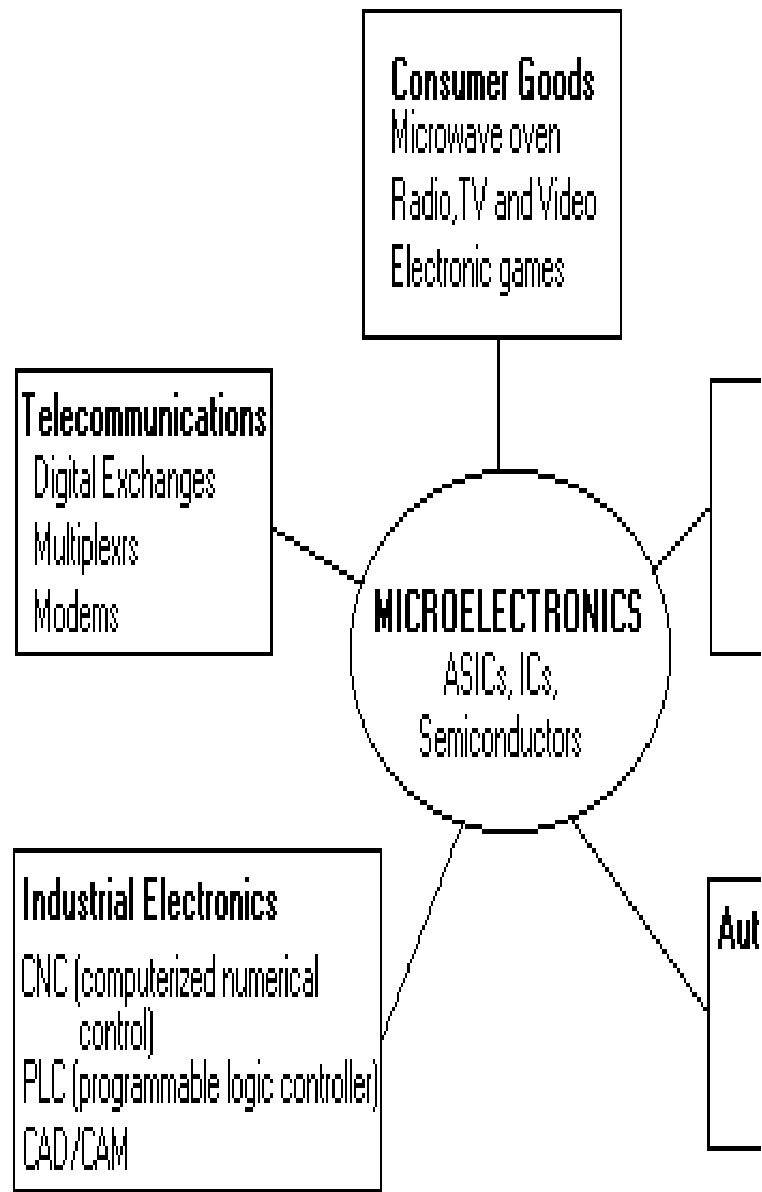 Consumer Goods
Microwave oven
Radio,TV and Video
Electronic games
Telecommunications
Digital Exchanges
Multiplexrs
Modems
MICROELECTRONICS
ASICs, ICs,
Semiconductors
Industrial Electronics
CNC (computerized numerical
control)
PLC (programmable logic controller)
CAD/CAM
Aut